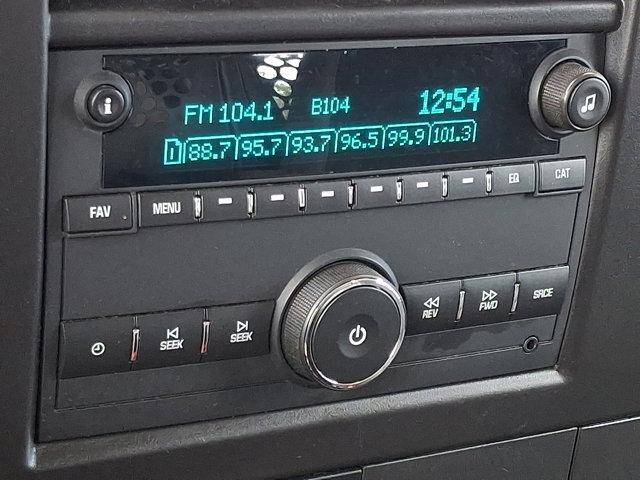 FM 104.1 B104 12:54
1 88.7 95.7 93.7 96.5 99.9 101.3
FAV MENU EQ CAT
SEEK SEEK REV FWD SRCE